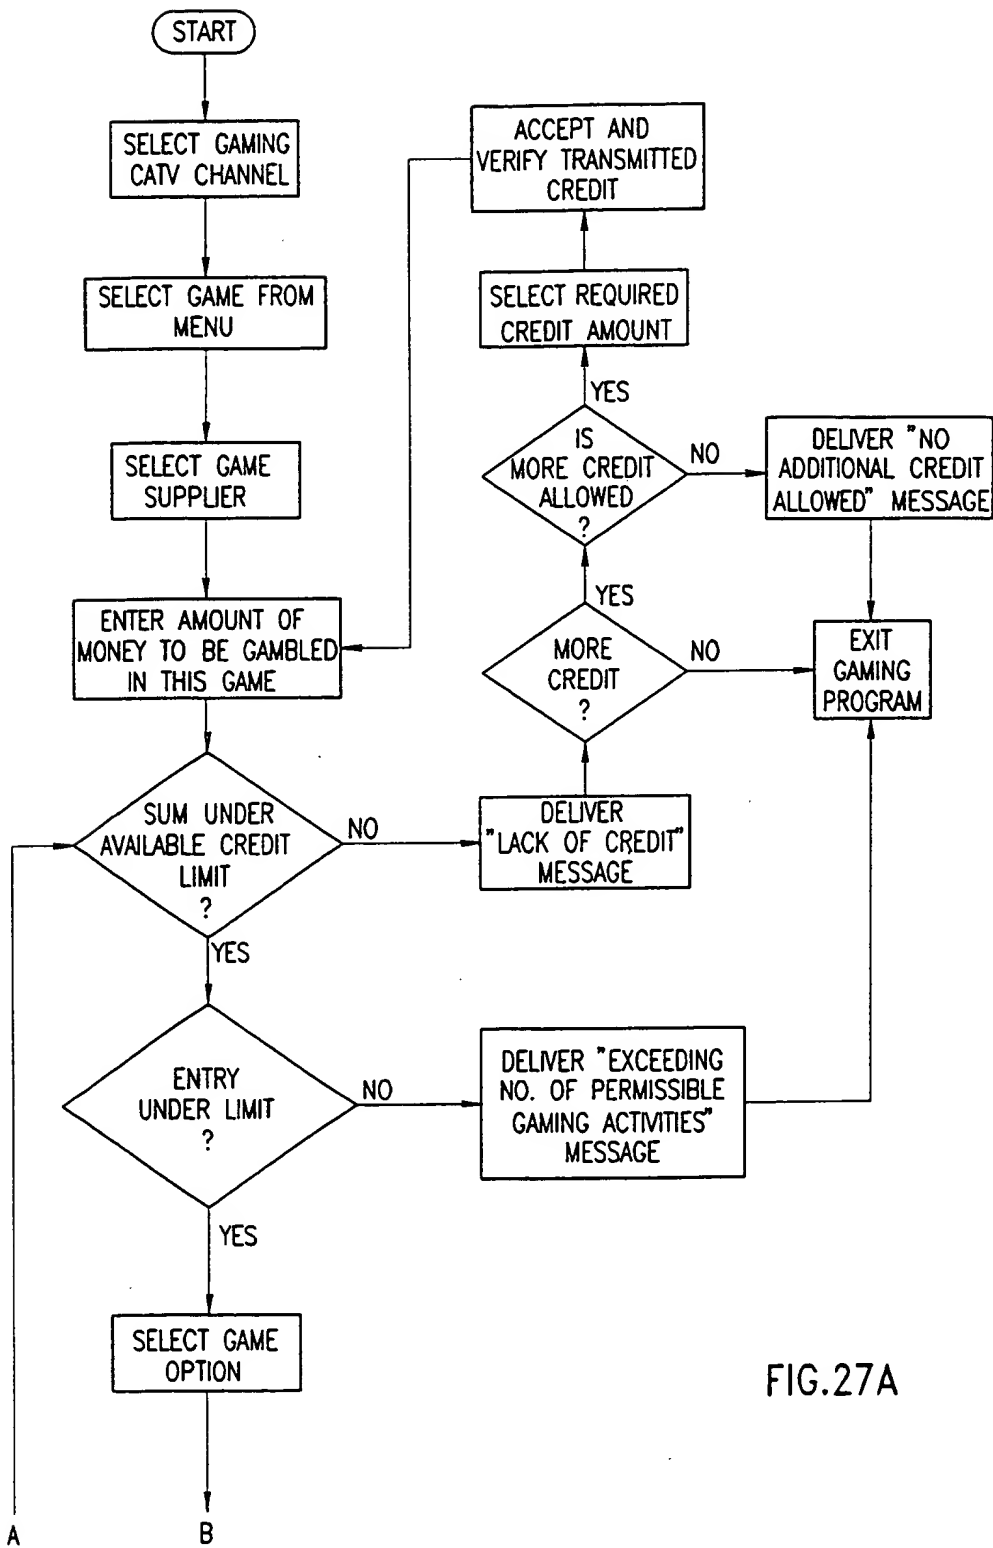 START
SELECT GAMING
CATV CHANNEL
SELECT GAME FROM
MENU
SELECT GAME
SUPPLIER
ENTER AMOUNT OF
MONEY TO BE GAMBLED
IN THIS GAME
SUM UNDER
AVAILABLE CREDIT
LIMIT
?
NO
YES
ENTRY
UNDER LIMIT
?
NO
YES
SELECT GAME
OPTION
A
B
ACCEPT AND
VERIFY TRANSMITTED
CREDIT
SELECT REQUIRED
CREDIT AMOUNT
YES
IS
MORE CREDIT
ALLOWED
?
NO
YES
MORE
CREDIT
?
NO
DELIVER
"LACK OF CREDIT"
MESSAGE
DELIVER "EXCEEDING
NO. OF PERMISSIBLE
GAMING ACTIVITIES"
MESSAGE
DELIVER "NO
ADDITIONAL CREDIT
ALLOWED" MESSAGE
EXIT
GAMING
PROGRAM
FIG.27A